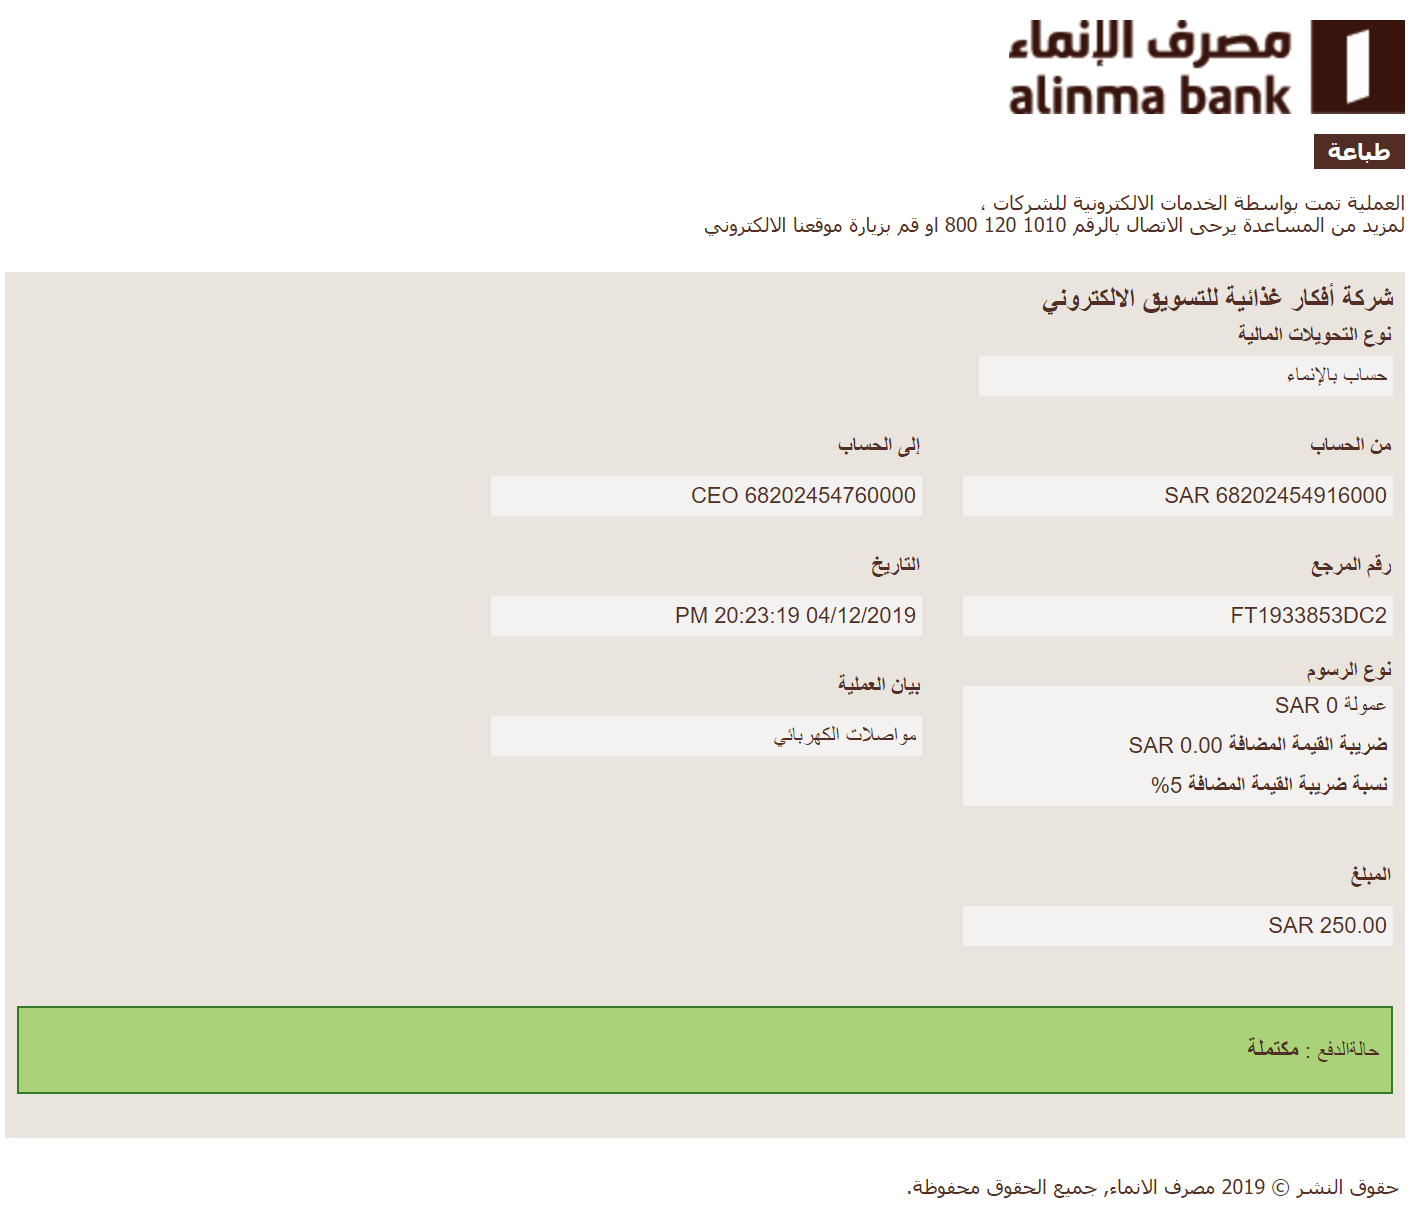 مصرف الإنماء
alinma bank
طباعة
العملية تمت بواسطة الخدمات الالكترونية للشركات ،
لمزيد من المساعدة يرجى الاتصال بالرقم 1010 120 800 او قم بزيارة موقعنا الالكتروني
شركة أفكار غذائية للتسويق الالكتروني
نوع التحويلات المالية
حساب بالإنماء
من الحساب
SAR 68202454916000
إلى الحساب
CEO 68202454760000
رقم المرجع
FT1933853DC2
التاريخ
PM 20:23:19 04/12/2019
نوع الرسوم
عمولة SAR 0
ضريبة القيمة المضافة SAR 0.00
نسبة ضريبة القيمة المضافة %5
بيان العملية
مواصلات الكهربائي
المبلغ
SAR 250.00
حالةالدفع : مكتملة
حقوق النشر © 2019 مصرف الانماء, جميع الحقوق محفوظة.